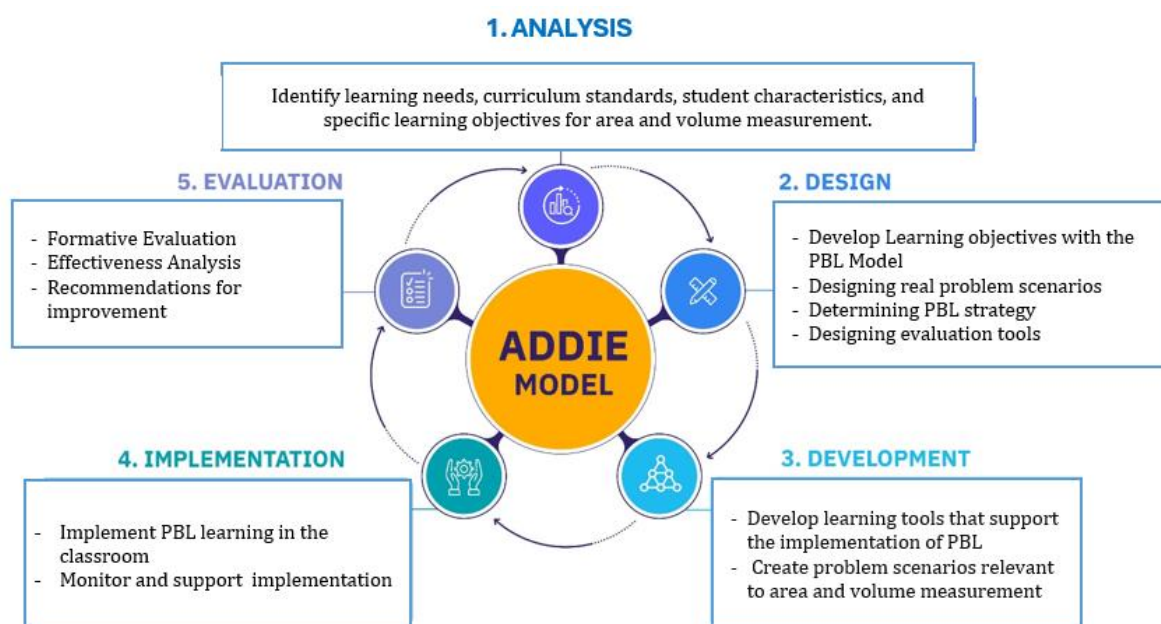 1. ANALYSIS
Identify learning needs, curriculum standards, student characteristics, and
specific learning objectives for area and volume measurement.
5. EVALUATION
- Formative Evaluation
- Effectiveness Analysis
- Recommendations for
improvement
2. DESIGN
- Develop Learning objectives with the
PBL Model
- Designing real problem scenarios
- Determining PBL strategy
- Designing evaluation tools
ADDIE
MODEL
4. IMPLEMENTATION
- Implement PBL learning in the
classroom
- Monitor and support implementation
3. DEVELOPMENT
- Develop learning tools that support
the implementation of PBL
- Create problem scenarios relevant
to area and volume measurement